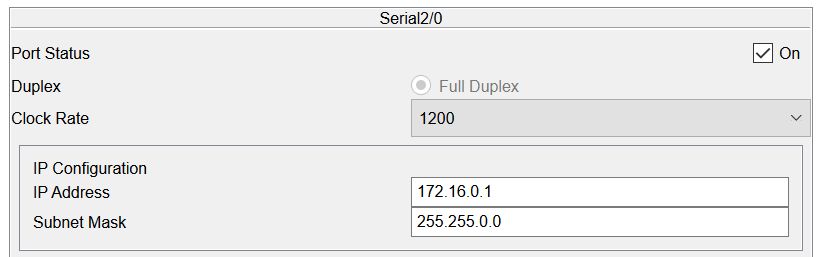 Serial2/0
Port Status On
Duplex Full Duplex
Clock Rate 1200
IP Configuration
IP Address 172.16.0.1
Subnet Mask 255.255.0.0